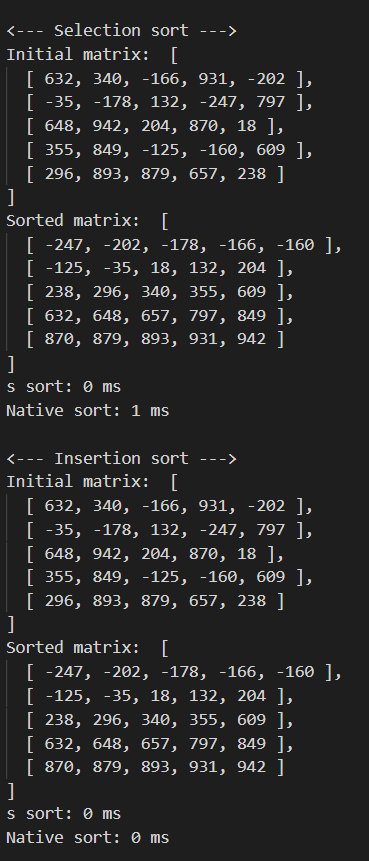 <--- Selection sort --->
Initial matrix:  [
  [ 632, 340, -166, 931, -202 ],
  [ -35, -178, 132, -247, 797 ],
  [ 648, 942, 204, 870, 18 ],
  [ 355, 849, -125, -160, 609 ],
  [ 296, 893, 879, 657, 238 ]
]
Sorted matrix:  [
  [ -247, -202, -178, -166, -160 ],
  [ -125, -35, 18, 132, 204 ],
  [ 238, 296, 340, 355, 609 ],
  [ 632, 648, 657, 797, 849 ],
  [ 870, 879, 893, 931, 942 ]
]
s sort: 0 ms
Native sort: 1 ms

<--- Insertion sort --->
Initial matrix:  [
  [ 632, 340, -166, 931, -202 ],
  [ -35, -178, 132, -247, 797 ],
  [ 648, 942, 204, 870, 18 ],
  [ 355, 849, -125, -160, 609 ],
  [ 296, 893, 879, 657, 238 ]
]
Sorted matrix:  [
  [ -247, -202, -178, -166, -160 ],
  [ -125, -35, 18, 132, 204 ],
  [ 238, 296, 340, 355, 609 ],
  [ 632, 648, 657, 797, 849 ],
  [ 870, 879, 893, 931, 942 ]
]
s sort: 0 ms
Native sort: 0 ms